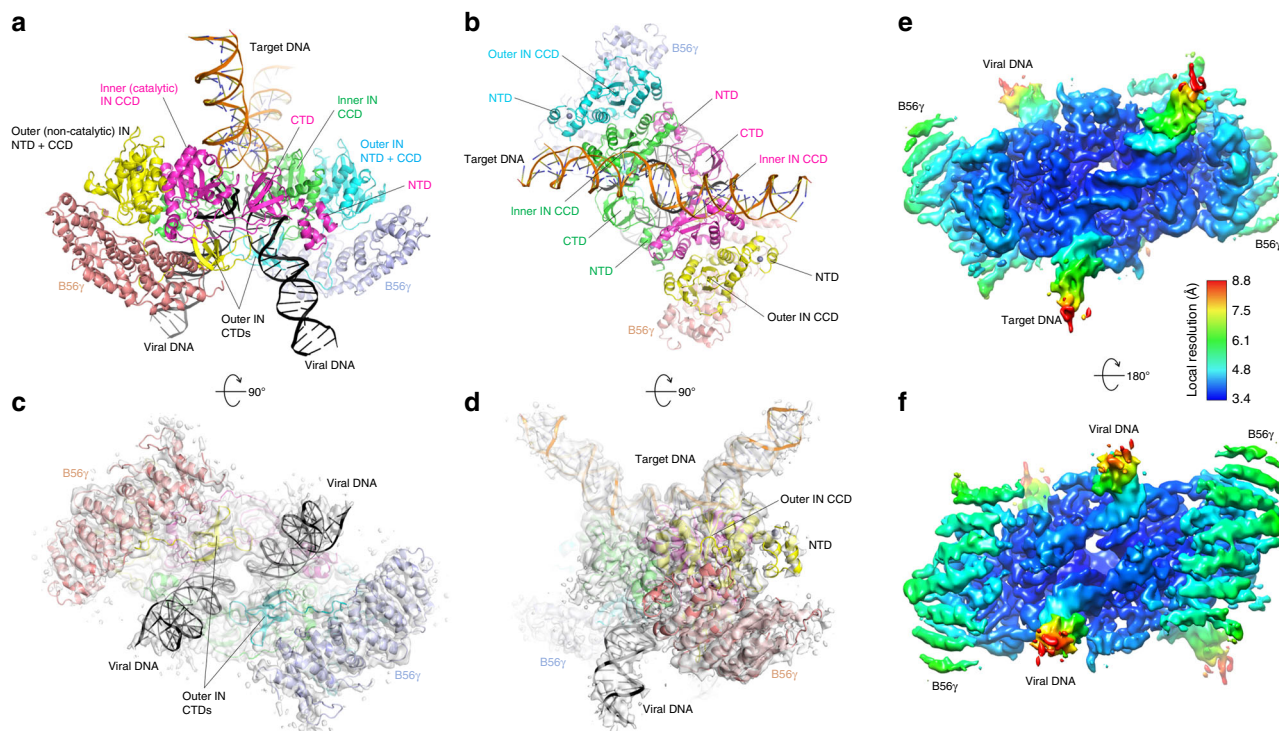 a
Target DNA
Inner (catalytic)
IN CCD
Outer (non-catalytic) IN
NTD + CCD
CTD
Inner IN
CCD
Outer IN
NTD + CCD
NTD
B56γ
B56γ
Outer IN
CTDs
Viral DNA
Viral DNA
90°
b
B56γ
Outer IN CCD
NTD
NTD
CTD
Target DNA
Inner IN CCD
Inner IN CCD
CTD
NTD
NTD
Outer IN CCD
B56γ
90°
c
B56γ
Viral DNA
Viral DNA
Outer IN
CTDs
B56γ
d
Target DNA
Outer IN CCD
NTD
B56γ
B56γ
Viral DNA
e
Viral DNA
B56γ
B56γ
Target DNA
Local resolution (Å)
8.8
7.5
6.1
4.8
3.4
180°
f
Viral DNA
B56γ
B56γ
Viral DNA